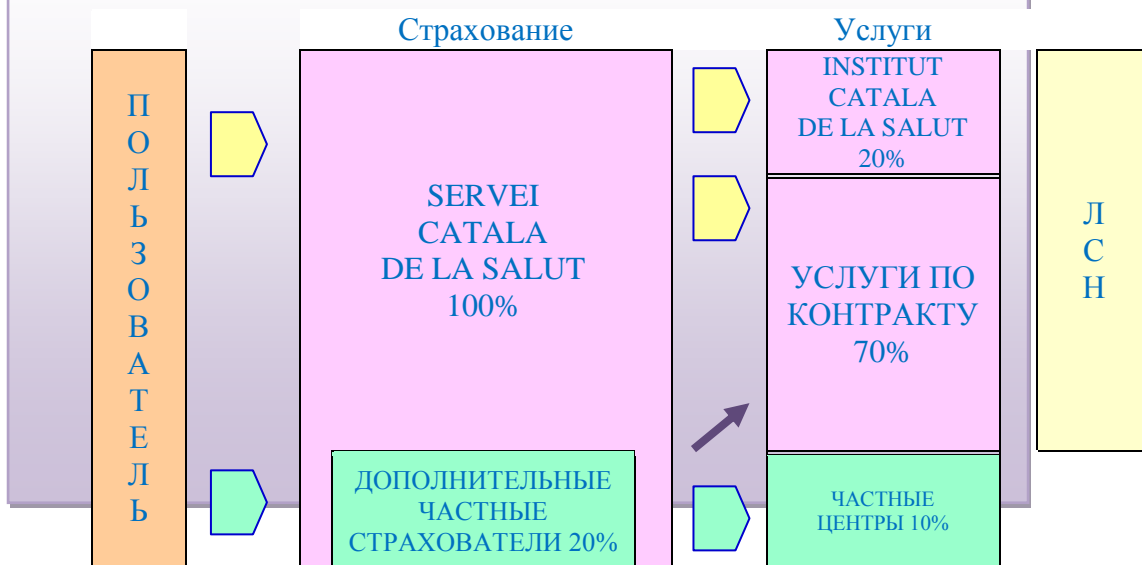 Страхование
Услуги
П
О
Л
Ь
З
О
В
А
Т
Е
Л
Ь
SERVEI
CATALA
DE LA SALUT
100%
ДОПОЛНИТЕЛЬНЫЕ
ЧАСТНЫЕ
СТРАХОВАТЕЛИ 20%
INSTITUT
CATALA
DE LA SALUT
20%
УСЛУГИ ПО
КОНТРАКТУ
70%
ЧАСТНЫЕ
ЦЕНТРЫ 10%
Л
С
Н